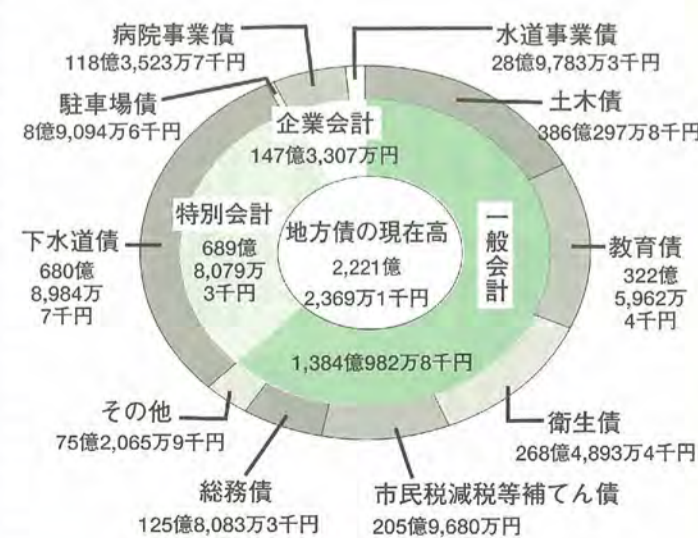 病院事業債
118億3,523万7千円
水道事業債
28億9,783万3千円
駐車場債
8億9,094万6千円
企業会計
147億3,307万円
土木債
386億297万8千円
特別会計
689億
8,079万
3千円
地方債の現在高
2,221億
2,369万1千円
一般会計
1,384億982万8千円
下水道債
680億
8,984万
7千円
教育債
322億
5,962万
4千円
その他
75億2,065万9千円
衛生債
268億4,893万4千円
総務債
125億8,083万3千円
市民税減税等補てん債
205億9,680万円